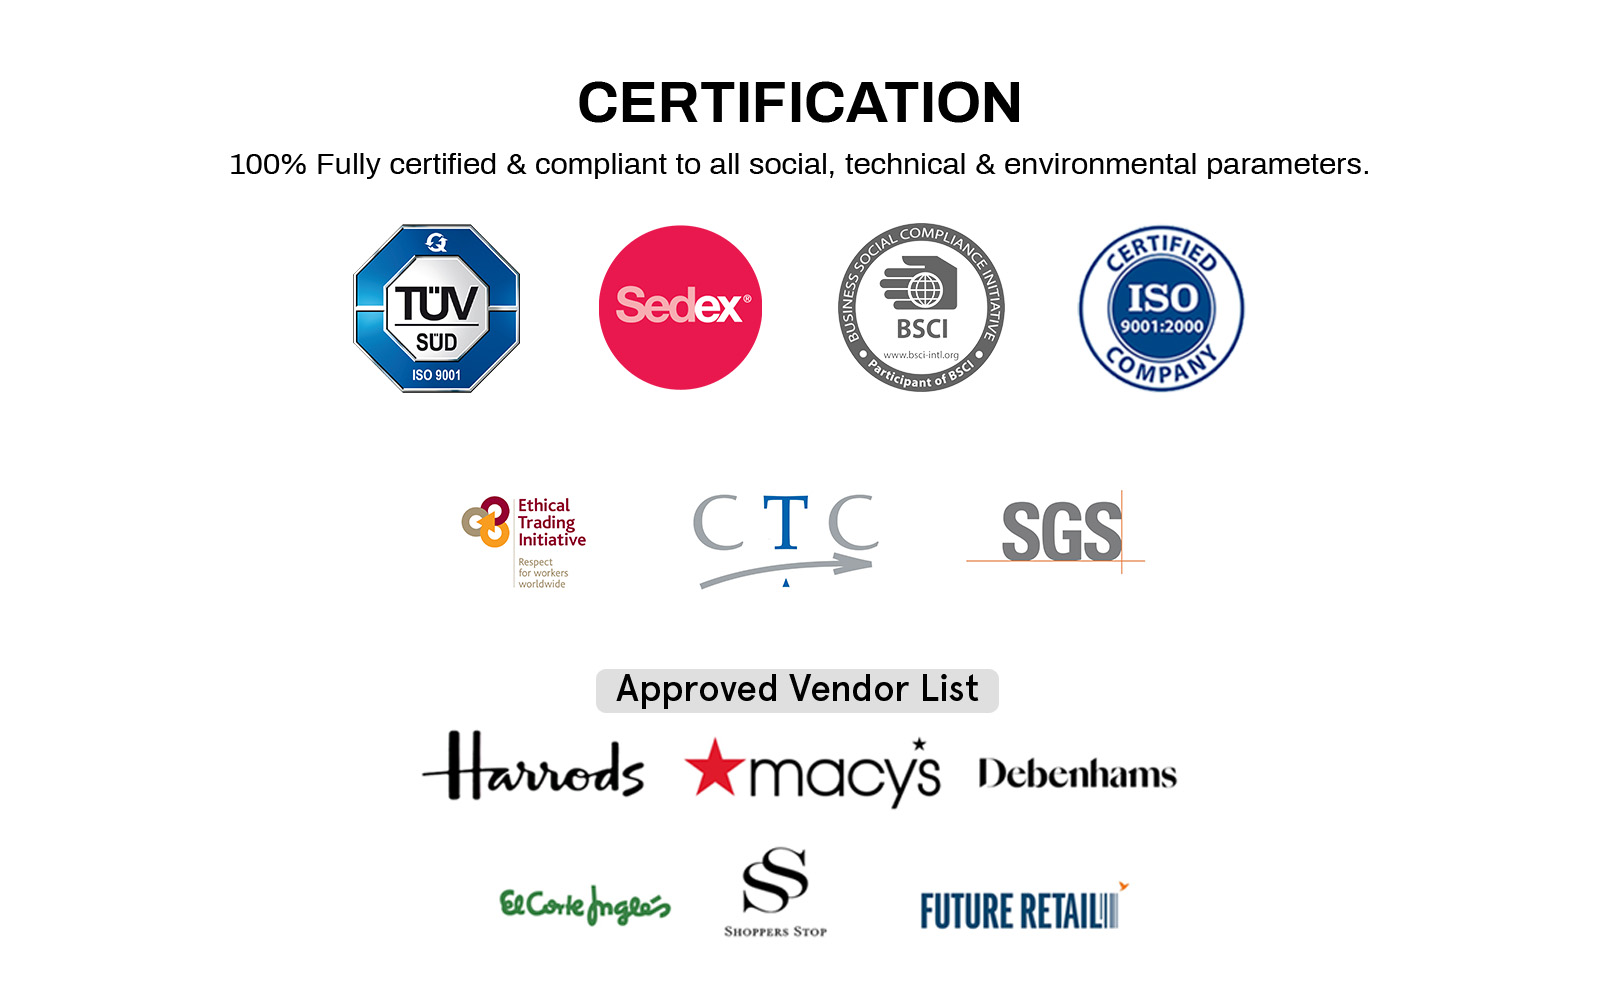 CERTIFICATION
100% Fully certified & compliant to all social, technical & environmental parameters.
TÜV
SÜD
ISO 9001
Sedex®
BUSINESS SOCIAL COMPLIANCE INITIATIVE
BSCI
www.bsci-intl.org
Participant of BSCI
CERTIFIED
ISO
9001:2000
COMPANY
Ethical
Trading
Initiative
Respect
for workers
worldwide
CTC
SGS
Approved Vendor List
Harrods
macy's
Debenhams
El Corte Inglés
SS
SHOPPERS STOP
FUTURE RETAIL